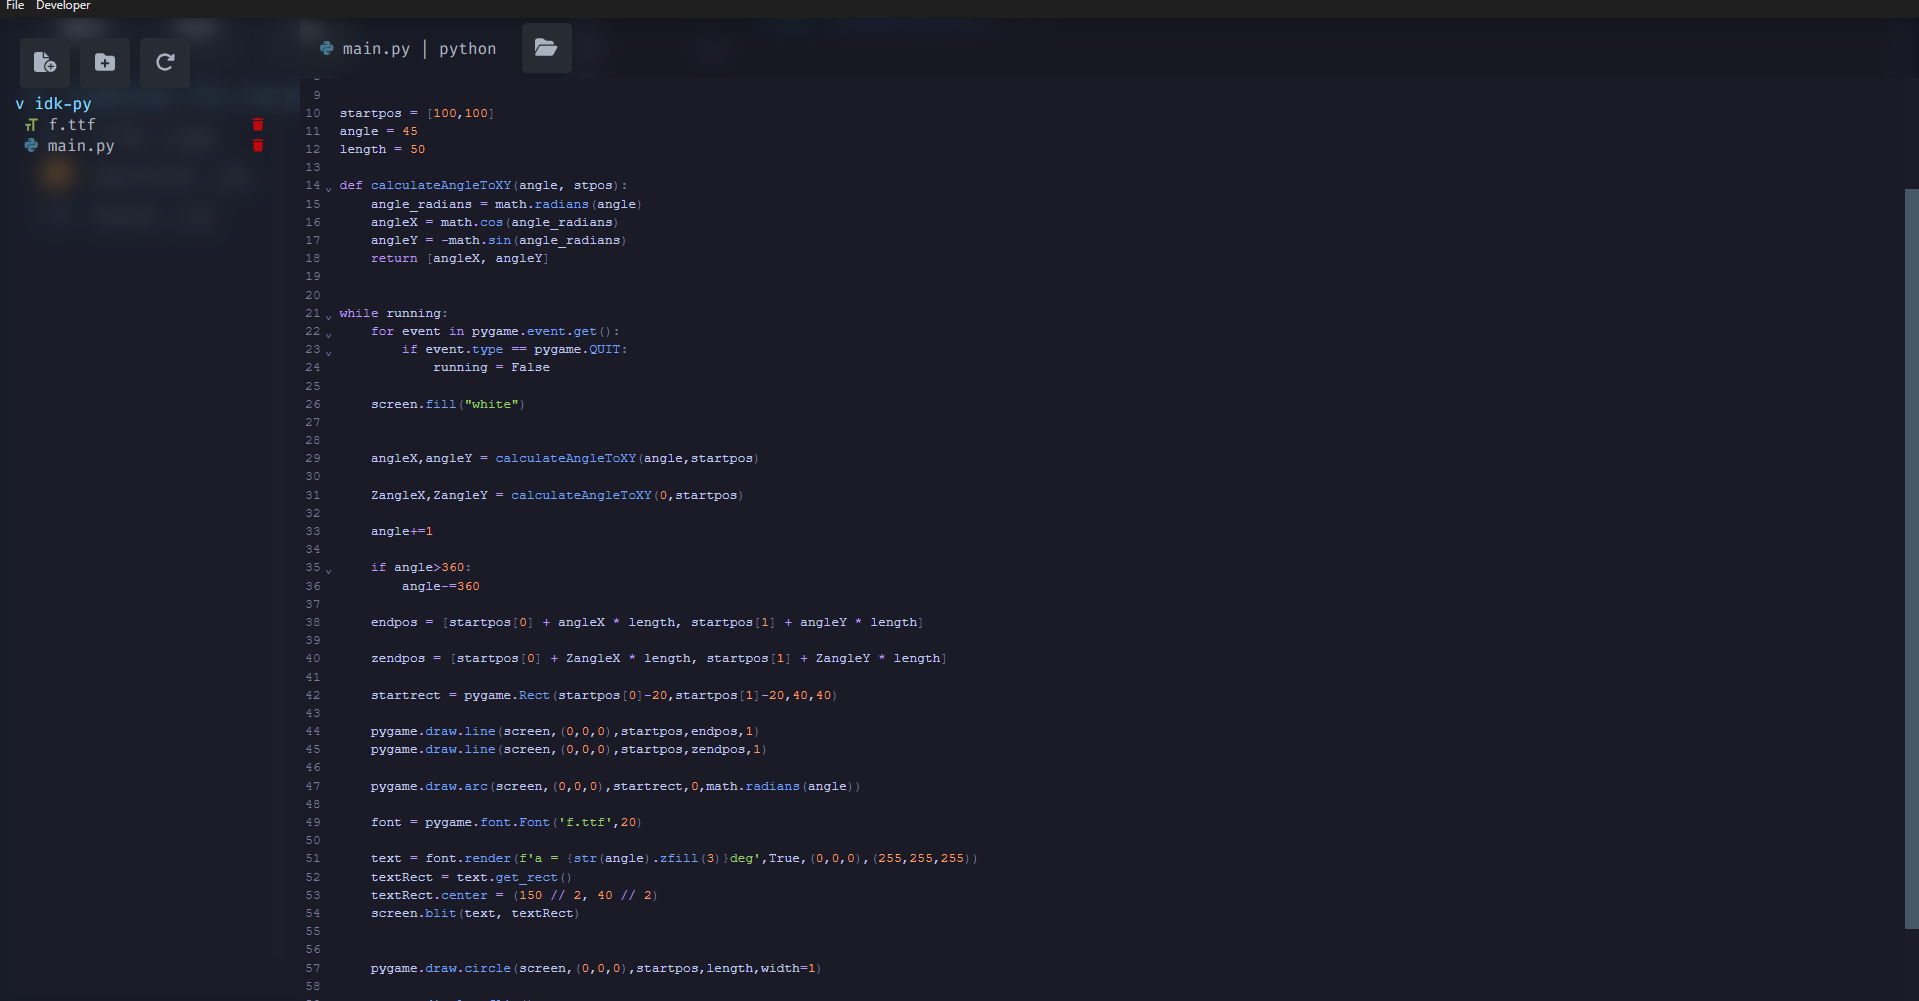 File Developer
main.py | python
v idk-py
f.ttf
main.py
9
10 startpos = [100,100]
11 angle = 45
12 length = 50
13
14 def calculateAngleToXY(angle, stpos):
15 angle_radians = math.radians(angle)
16 angleX = math.cos(angle_radians)
17 angleY = -math.sin(angle_radians)
18 return [angleX, angleY]
19
20
21 while running:
22 for event in pygame.event.get():
23 if event.type == pygame.QUIT:
24 running = False
25
26 screen.fill("white")
27
28
29 angleX,angleY = calculateAngleToXY(angle,startpos)
30
31 ZangleX,ZangleY = calculateAngleToXY(0,startpos)
32
33 angle+=1
34
35 if angle>360:
36 angle-=360
37
38 endpos = [startpos[0] + angleX * length, startpos[1] + angleY * length]
39
40 zendpos = [startpos[0] + ZangleX * length, startpos[1] + ZangleY * length]
41
42 startrect = pygame.Rect(startpos[0]-20,startpos[1]-20,40,40)
43
44 pygame.draw.line(screen,(0,0,0),startpos,endpos,1)
45 pygame.draw.line(screen,(0,0,0),startpos,zendpos,1)
46
47 pygame.draw.arc(screen,(0,0,0),startrect,0,math.radians(angle))
48
49 font = pygame.font.Font('f.ttf',20)
50
51 text = font.render(f'a = {str(angle).zfill(3)}deg',True,(0,0,0),(255,255,255))
52 textRect = text.get_rect()
53 textRect.center = (150 // 2, 40 // 2)
54 screen.blit(text, textRect)
55
56
57 pygame.draw.circle(screen,(0,0,0),startpos,length,width=1)
58